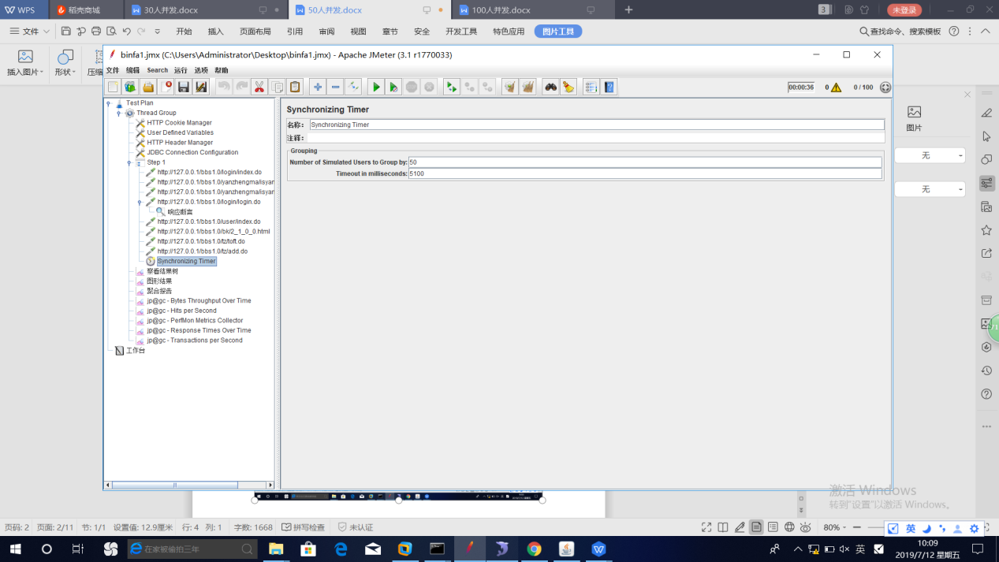 WPS 稻壳商城 30人并发.docx 50人并发.docx 100人并发.docx 3 未登录
文件 开始 插入 页面布局 引用 审阅 视图 章节 安全 开发工具 特色应用 图片工具 查找命令、搜索模板
插入图片 形状 压缩
binfa1.jmx (C:\Users\Administrator\Desktop\binfa1.jmx) - Apache JMeter (3.1 r1770033)
文件 编辑 Search 运行 选项 帮助
00:00:36 0 0 / 100
Test Plan
Thread Group
HTTP Cookie Manager
User Defined Variables
HTTP Header Manager
JDBC Connection Configuration
Step 1
http://127.0.0.1/bbs1.0/login/index.do
http://127.0.0.1/bbs1.0/yanzhengma/isyan
http://127.0.0.1/bbs1.0/yanzhengma/isyan
http://127.0.0.1/bbs1.0/login/login.do
响应断言
http://127.0.0.1/bbs1.0/user/index.do
http://127.0.0.1/bbs1.0/bk/2_1_0_0.html
http://127.0.0.1/bbs1.0/tz/toft.do
http://127.0.0.1/bbs1.0/tz/add.do
Synchronizing Timer
察看结果树
图形结果
聚合报告
jp@gc - Bytes Throughput Over Time
jp@gc - Hits per Second
jp@gc - PerfMon Metrics Collector
jp@gc - Response Times Over Time
jp@gc - Transactions per Second
工作台
Synchronizing Timer
名称: Synchronizing Timer
注释:
Grouping
Number of Simulated Users to Group by: 50
Timeout in milliseconds: 5100
图片
无
无
71
激活 Windows
转到"设置"以激活 Windows。
页码: 2 页面: 2/11 节: 1/1 设置值: 12.9厘米 行: 4 列: 1 字数: 1668 拼写检查 未认证 80% 英
在家被偷拍三年 英 10:09
2019/7/12 星期五